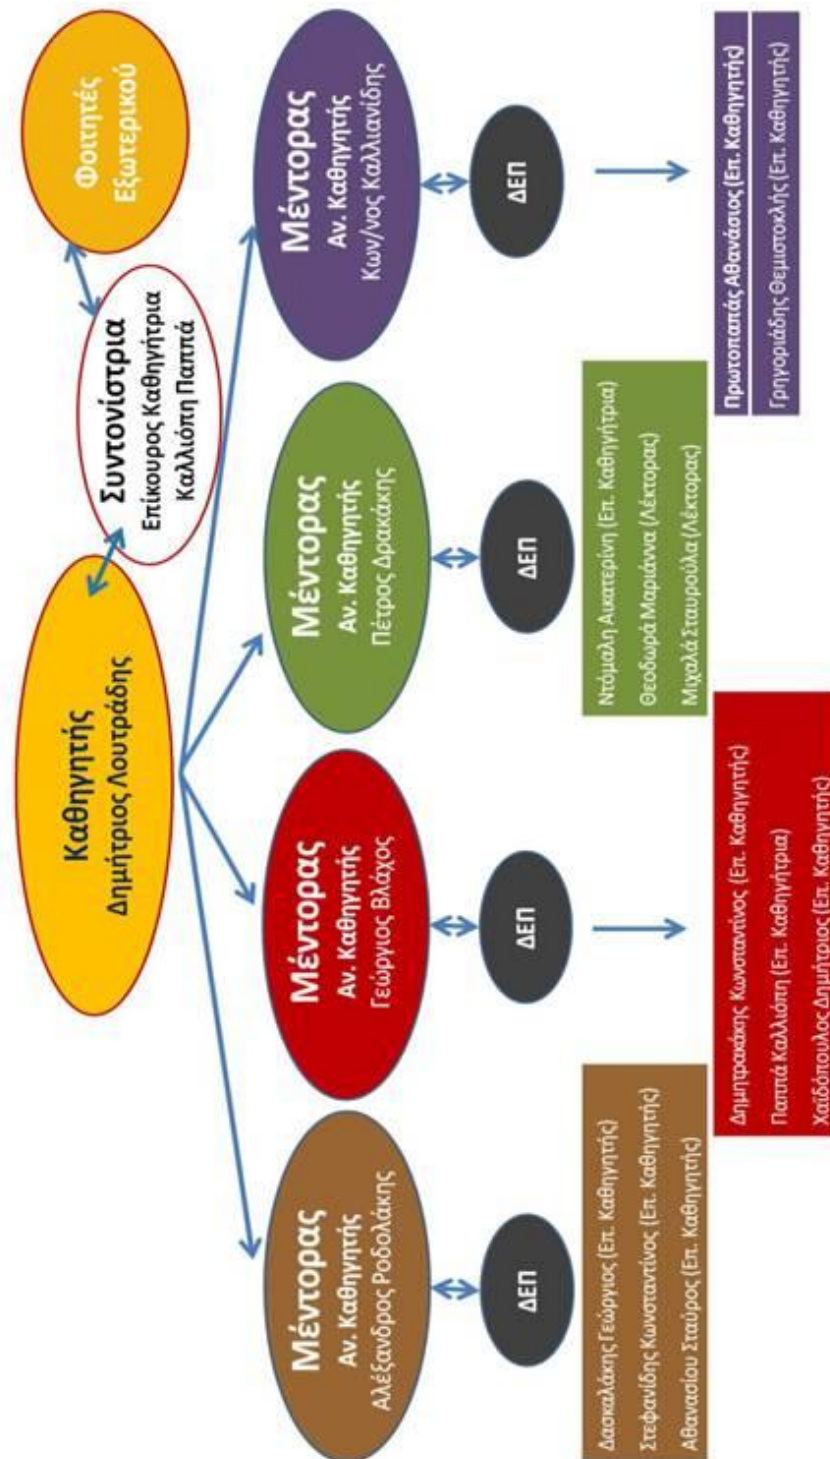 Καθηγητής
Δημήτριος Λουτράδης
Συντονίστρια
Επίκουρος Καθηγήτρια
Καλλιόπη Παππά
Φοιτητές
Εξωτερικού
Μέντορας
Αν. Καθηγητής
Αλέξανδρος Ροδολάκης
Μέντορας
Αν. Καθηγητής
Γεώργιος Βλάχος
Μέντορας
Αν. Καθηγητής
Πέτρος Δρακάκης
Μέντορας
Αν. Καθηγητής
Κων/νος Καλλιανίδης
ΔΕΠ
ΔΕΠ
ΔΕΠ
ΔΕΠ
Δασκαλάκης Γεώργιος (Επ. Καθηγητής)
Στεφανίδης Κωνσταντίνος (Επ. Καθηγητής)
Αθανασίου Σταύρος (Επ. Καθηγητής)
Δημητρακάκης Κωνσταντίνος (Επ. Καθηγητής)
Παππά Καλλιόπη (Επ. Καθηγήτρια)
Χαϊδόπουλος Δημήτριος (Επ. Καθηγητής)
Ντόμαλη Αικατερίνη (Επ. Καθηγήτρια)
Θεοδωρά Μαριάννα (Λέκτορας)
Μιχαλά Σταυρούλα (Λέκτορας)
Πρωτοπαπάς Αθανάσιος (Επ. Καθηγητής)
Γρηγοριάδης Θεμιστοκλής (Επ. Καθηγητής)